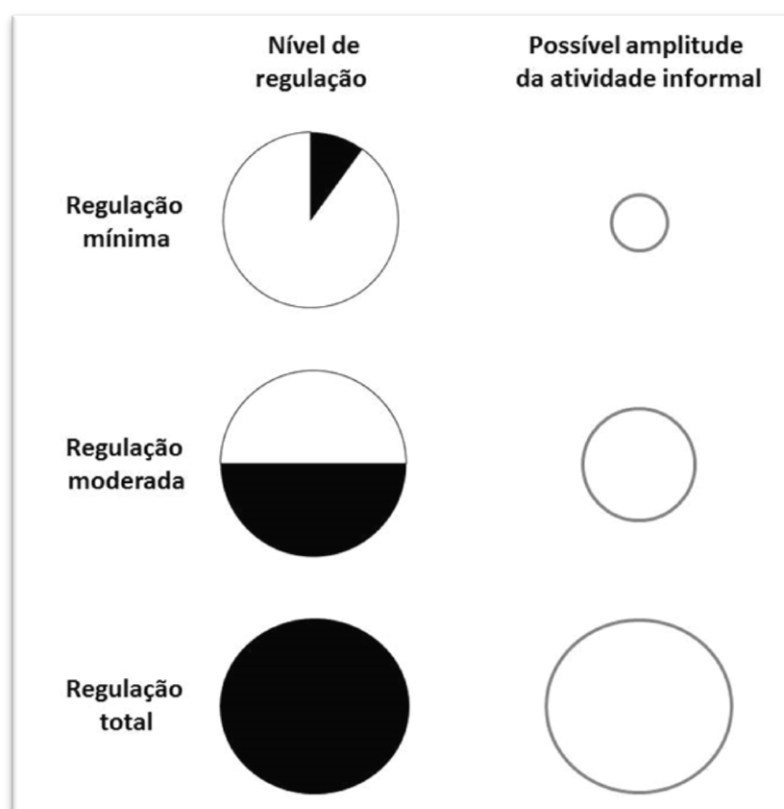 Nível de
regulação
Possível amplitude
da atividade informal
Regulação
mínima
Regulação
moderada
Regulação
total